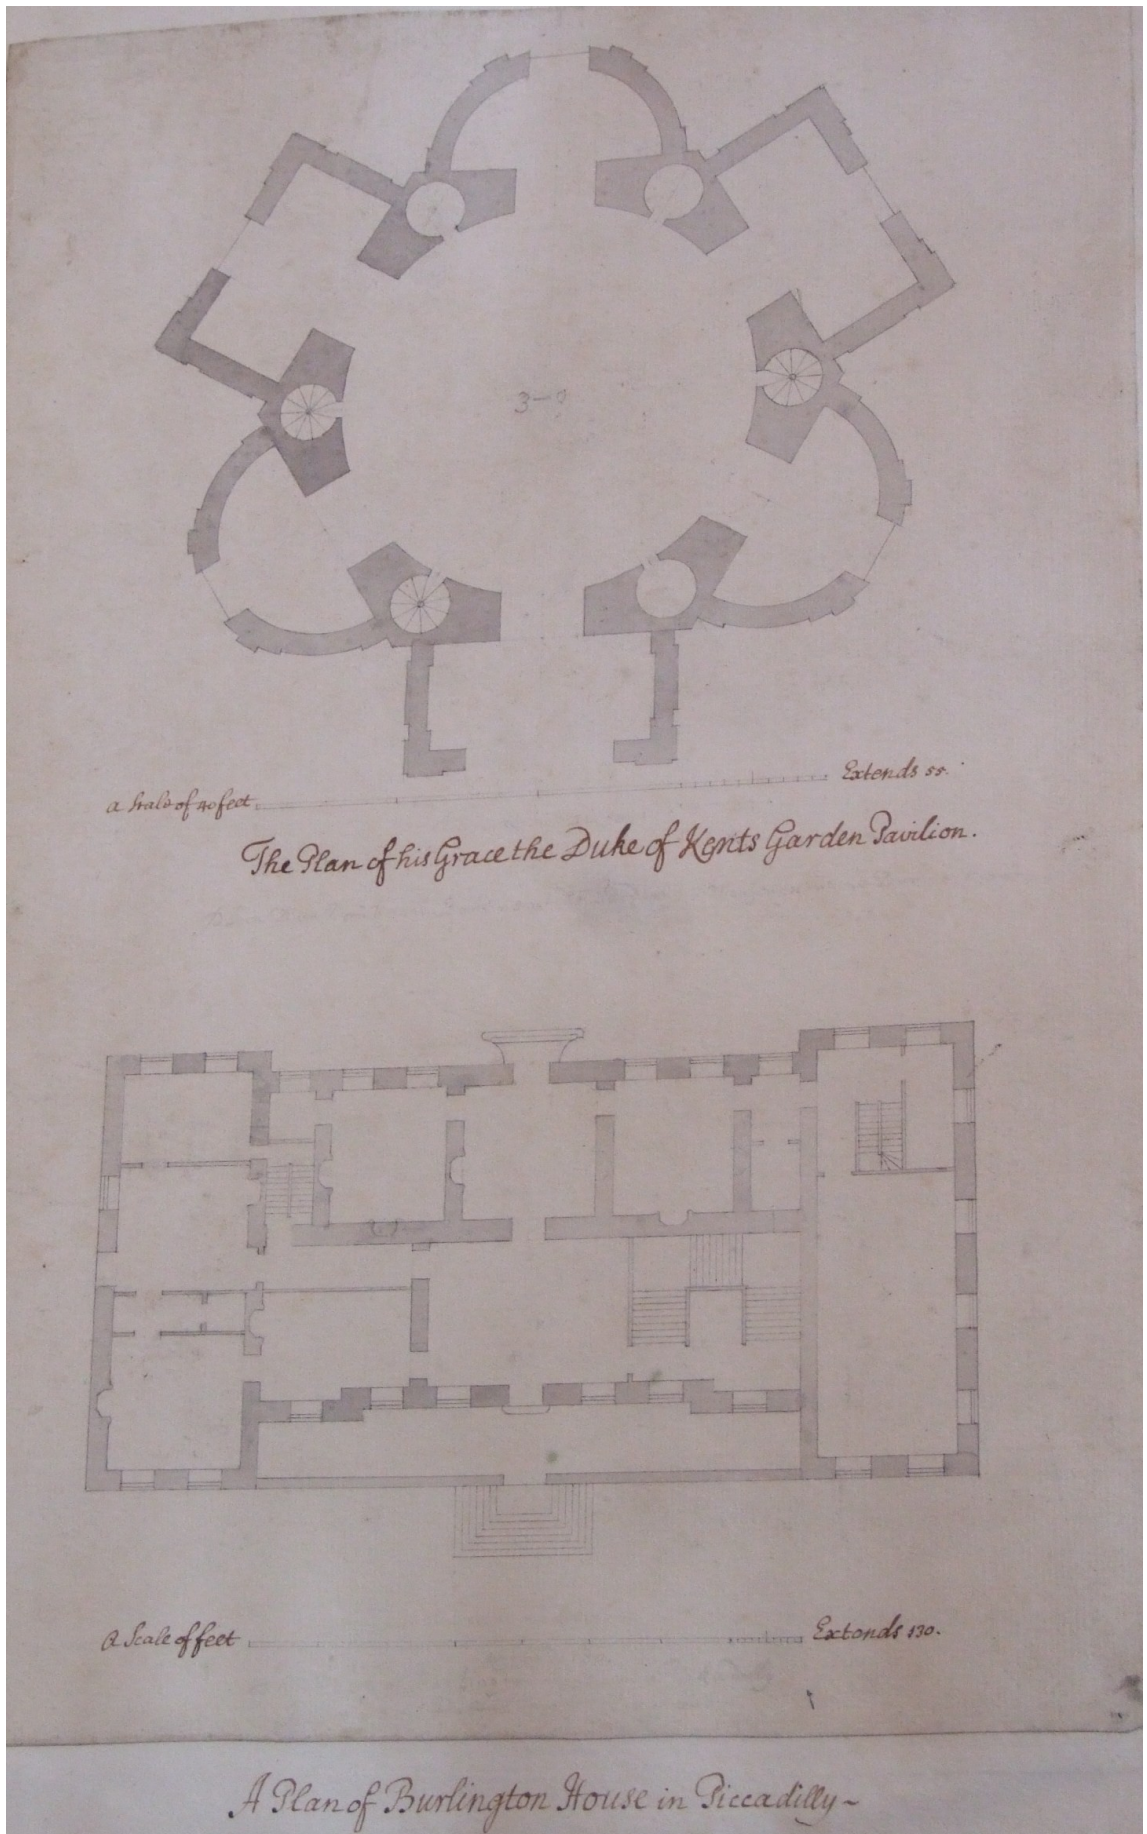 3-9
a Scale of 40 feet Extends 55.
The Plan of his Grace the Duke of Kents Garden Pavilion.
A Scale of feet Extends 130.
A Plan of Burlington House in Piccadilly~